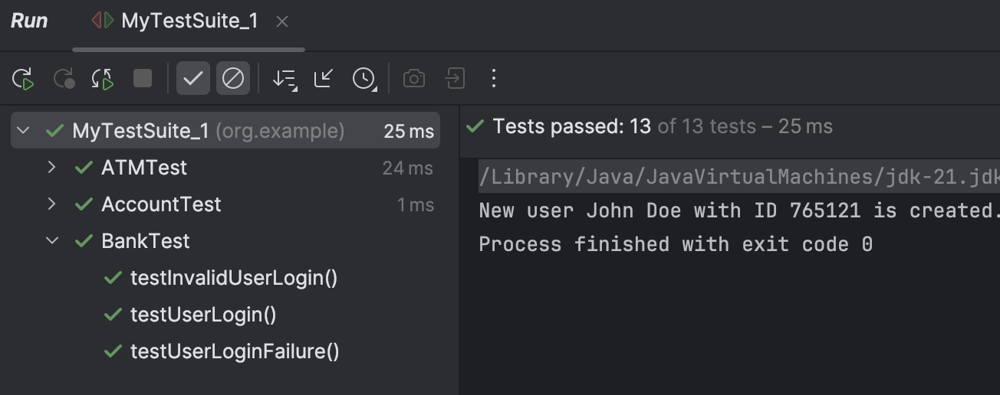 Run MyTestSuite_1
MyTestSuite_1 (org.example) 25 ms
ATMTest 24 ms
AccountTest 1 ms
BankTest
testInvalidUserLogin()
testUserLogin()
testUserLoginFailure()
Tests passed: 13 of 13 tests – 25 ms
/Library/Java/JavaVirtualMachines/jdk-21.jdk
New user John Doe with ID 765121 is created.
Process finished with exit code 0